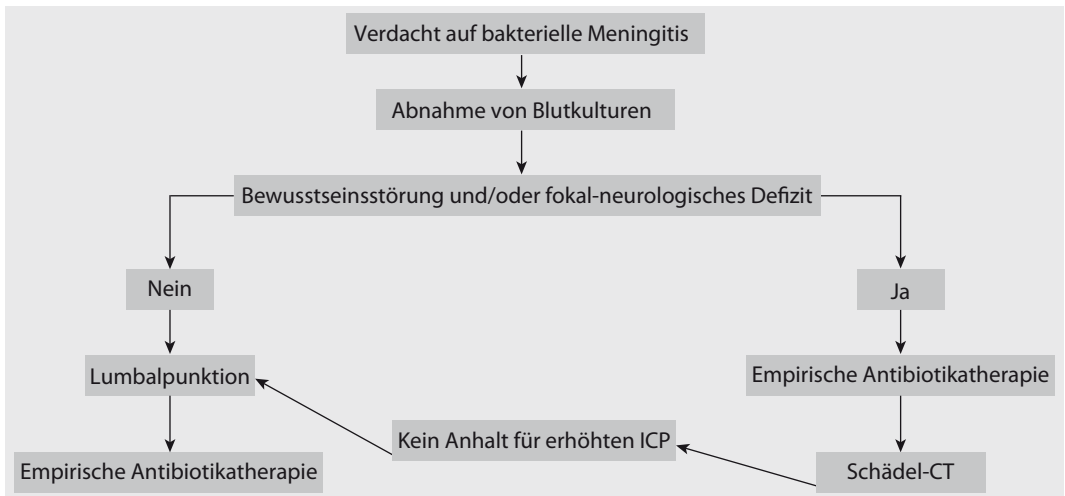 Verdacht auf bakterielle Meningitis
Abnahme von Blutkulturen
Bewusstseinsstörung und/oder fokal-neurologisches Defizit
Nein
Ja
Lumbalpunktion
Empirische Antibiotikatherapie
Kein Anhalt für erhöhten ICP
Empirische Antibiotikatherapie
Schädel-CT